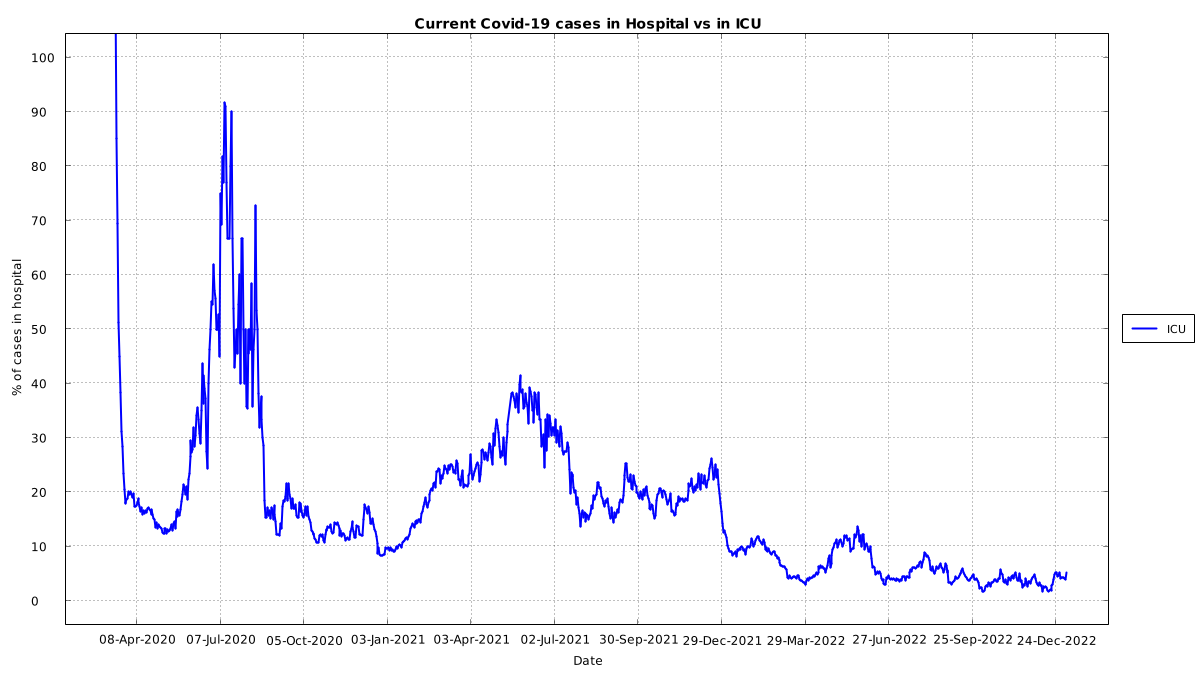 Current Covid-19 cases in Hospital vs in ICU
100
90
80
70
60
50
40
30
20
10
0
% of cases in hospital
08-Apr-2020 07-Jul-2020 05-Oct-2020 03-Jan-2021 03-Apr-2021 02-Jul-2021 30-Sep-2021 29-Dec-2021 29-Mar-2022 27-Jun-2022 25-Sep-2022 24-Dec-2022
Date
ICU